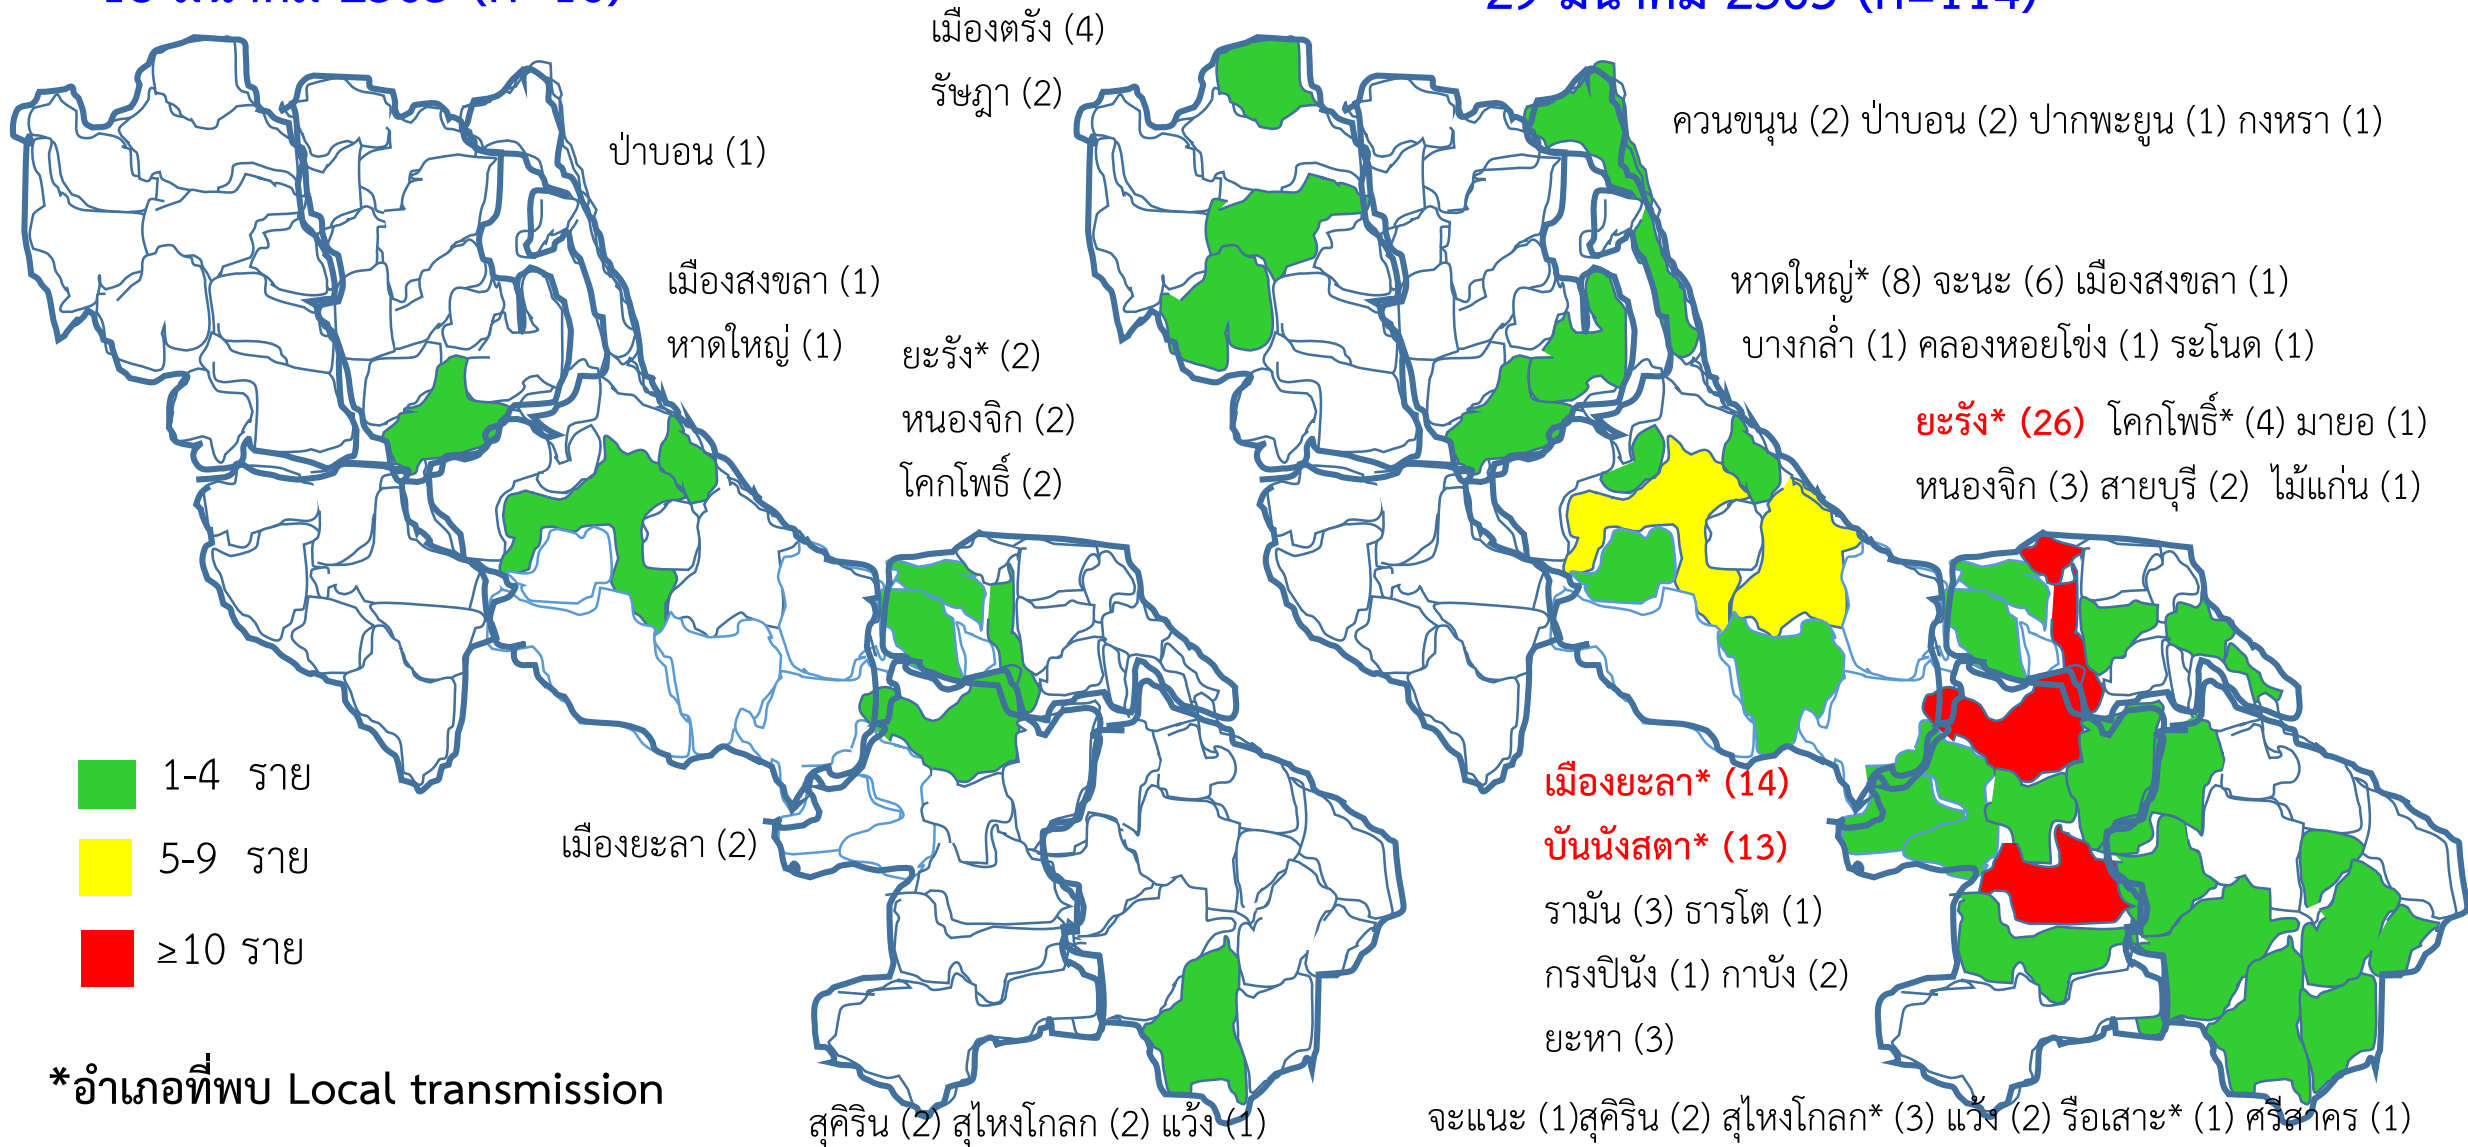 29 มีนาคม 2563 (n=114)
เมืองตรัง (4)
รัษฎา (2)
ป่าบอน (1)
ควนขนุน (2) ป่าบอน (2) ปากพะยูน (1) กงหรา (1)
เมืองสงขลา (1)
หาดใหญ่ (1)
หาดใหญ่* (8) จะนะ (6) เมืองสงขลา (1)
บางกล่ำ (1) คลองหอยโข่ง (1) ระโนด (1)
ยะรัง* (2)
หนองจิก (2)
โคกโพธิ์ (2)
ยะรัง* (26) โคกโพธิ์* (4) มายอ (1)
หนองจิก (3) สายบุรี (2) ไม้แก่น (1)
1-4 ราย
5-9 ราย
≥10 ราย
เมืองยะลา (2)
เมืองยะลา* (14)
บันนังสตา* (13)
รามัน (3) ธารโต (1)
กรงปินัง (1) กาบัง (2)
ยะหา (3)
*อำเภอที่พบ Local transmission
สุคิริน (2) สุไหงโกลก (2) แว้ง (1)
จะแนะ (1)สุคิริน (2) สุไหงโกลก* (3) แว้ง (2) รือเสาะ* (1) ศรีสาคร (1)